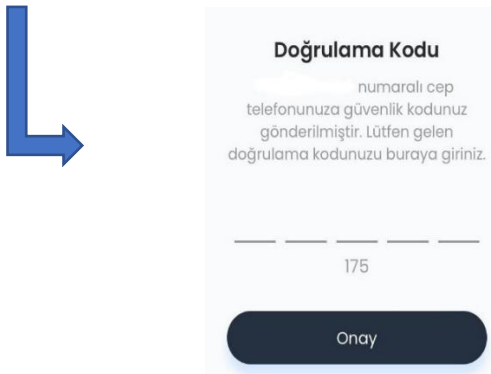 Doğrulama Kodu
numaralı cep
telefonunuza güvenlik kodunuz
gönderilmiştir. Lütfen gelen
doğrulama kodunuzu buraya giriniz.
175
Onay